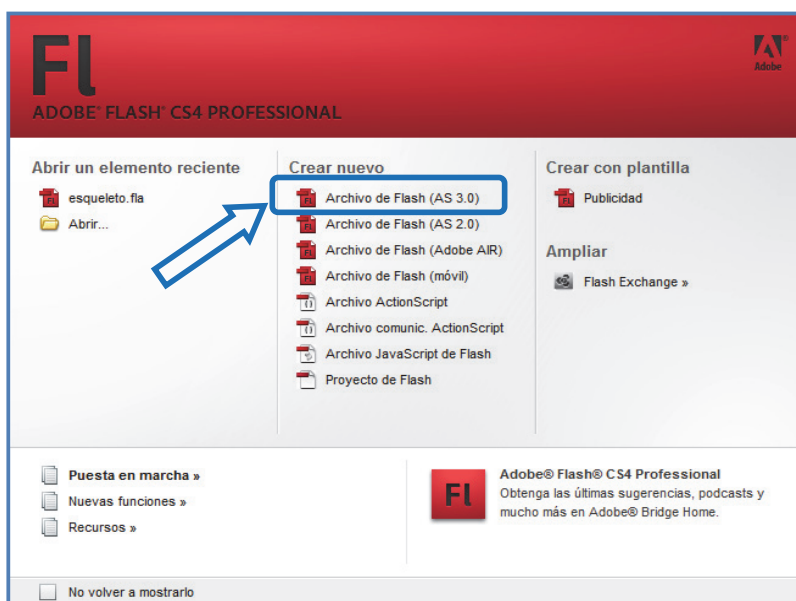 Fl
Adobe
ADOBE® FLASH® CS4 PROFESSIONAL
Abrir un elemento reciente
esqueleto.fla
Abrir...
Crear nuevo
Archivo de Flash (AS 3.0)
Archivo de Flash (AS 2.0)
Archivo de Flash (Adobe AIR)
Archivo de Flash (móvil)
Archivo ActionScript
Archivo comunic. ActionScript
Archivo JavaScript de Flash
Proyecto de Flash
Crear con plantilla
Publicidad
Ampliar
Flash Exchange »
Puesta en marcha »
Nuevas funciones »
Recursos »
Fl
Adobe® Flash® CS4 Professional
Obtenga las últimas sugerencias, podcasts y
mucho más en Adobe® Bridge Home.
No volver a mostrarlo